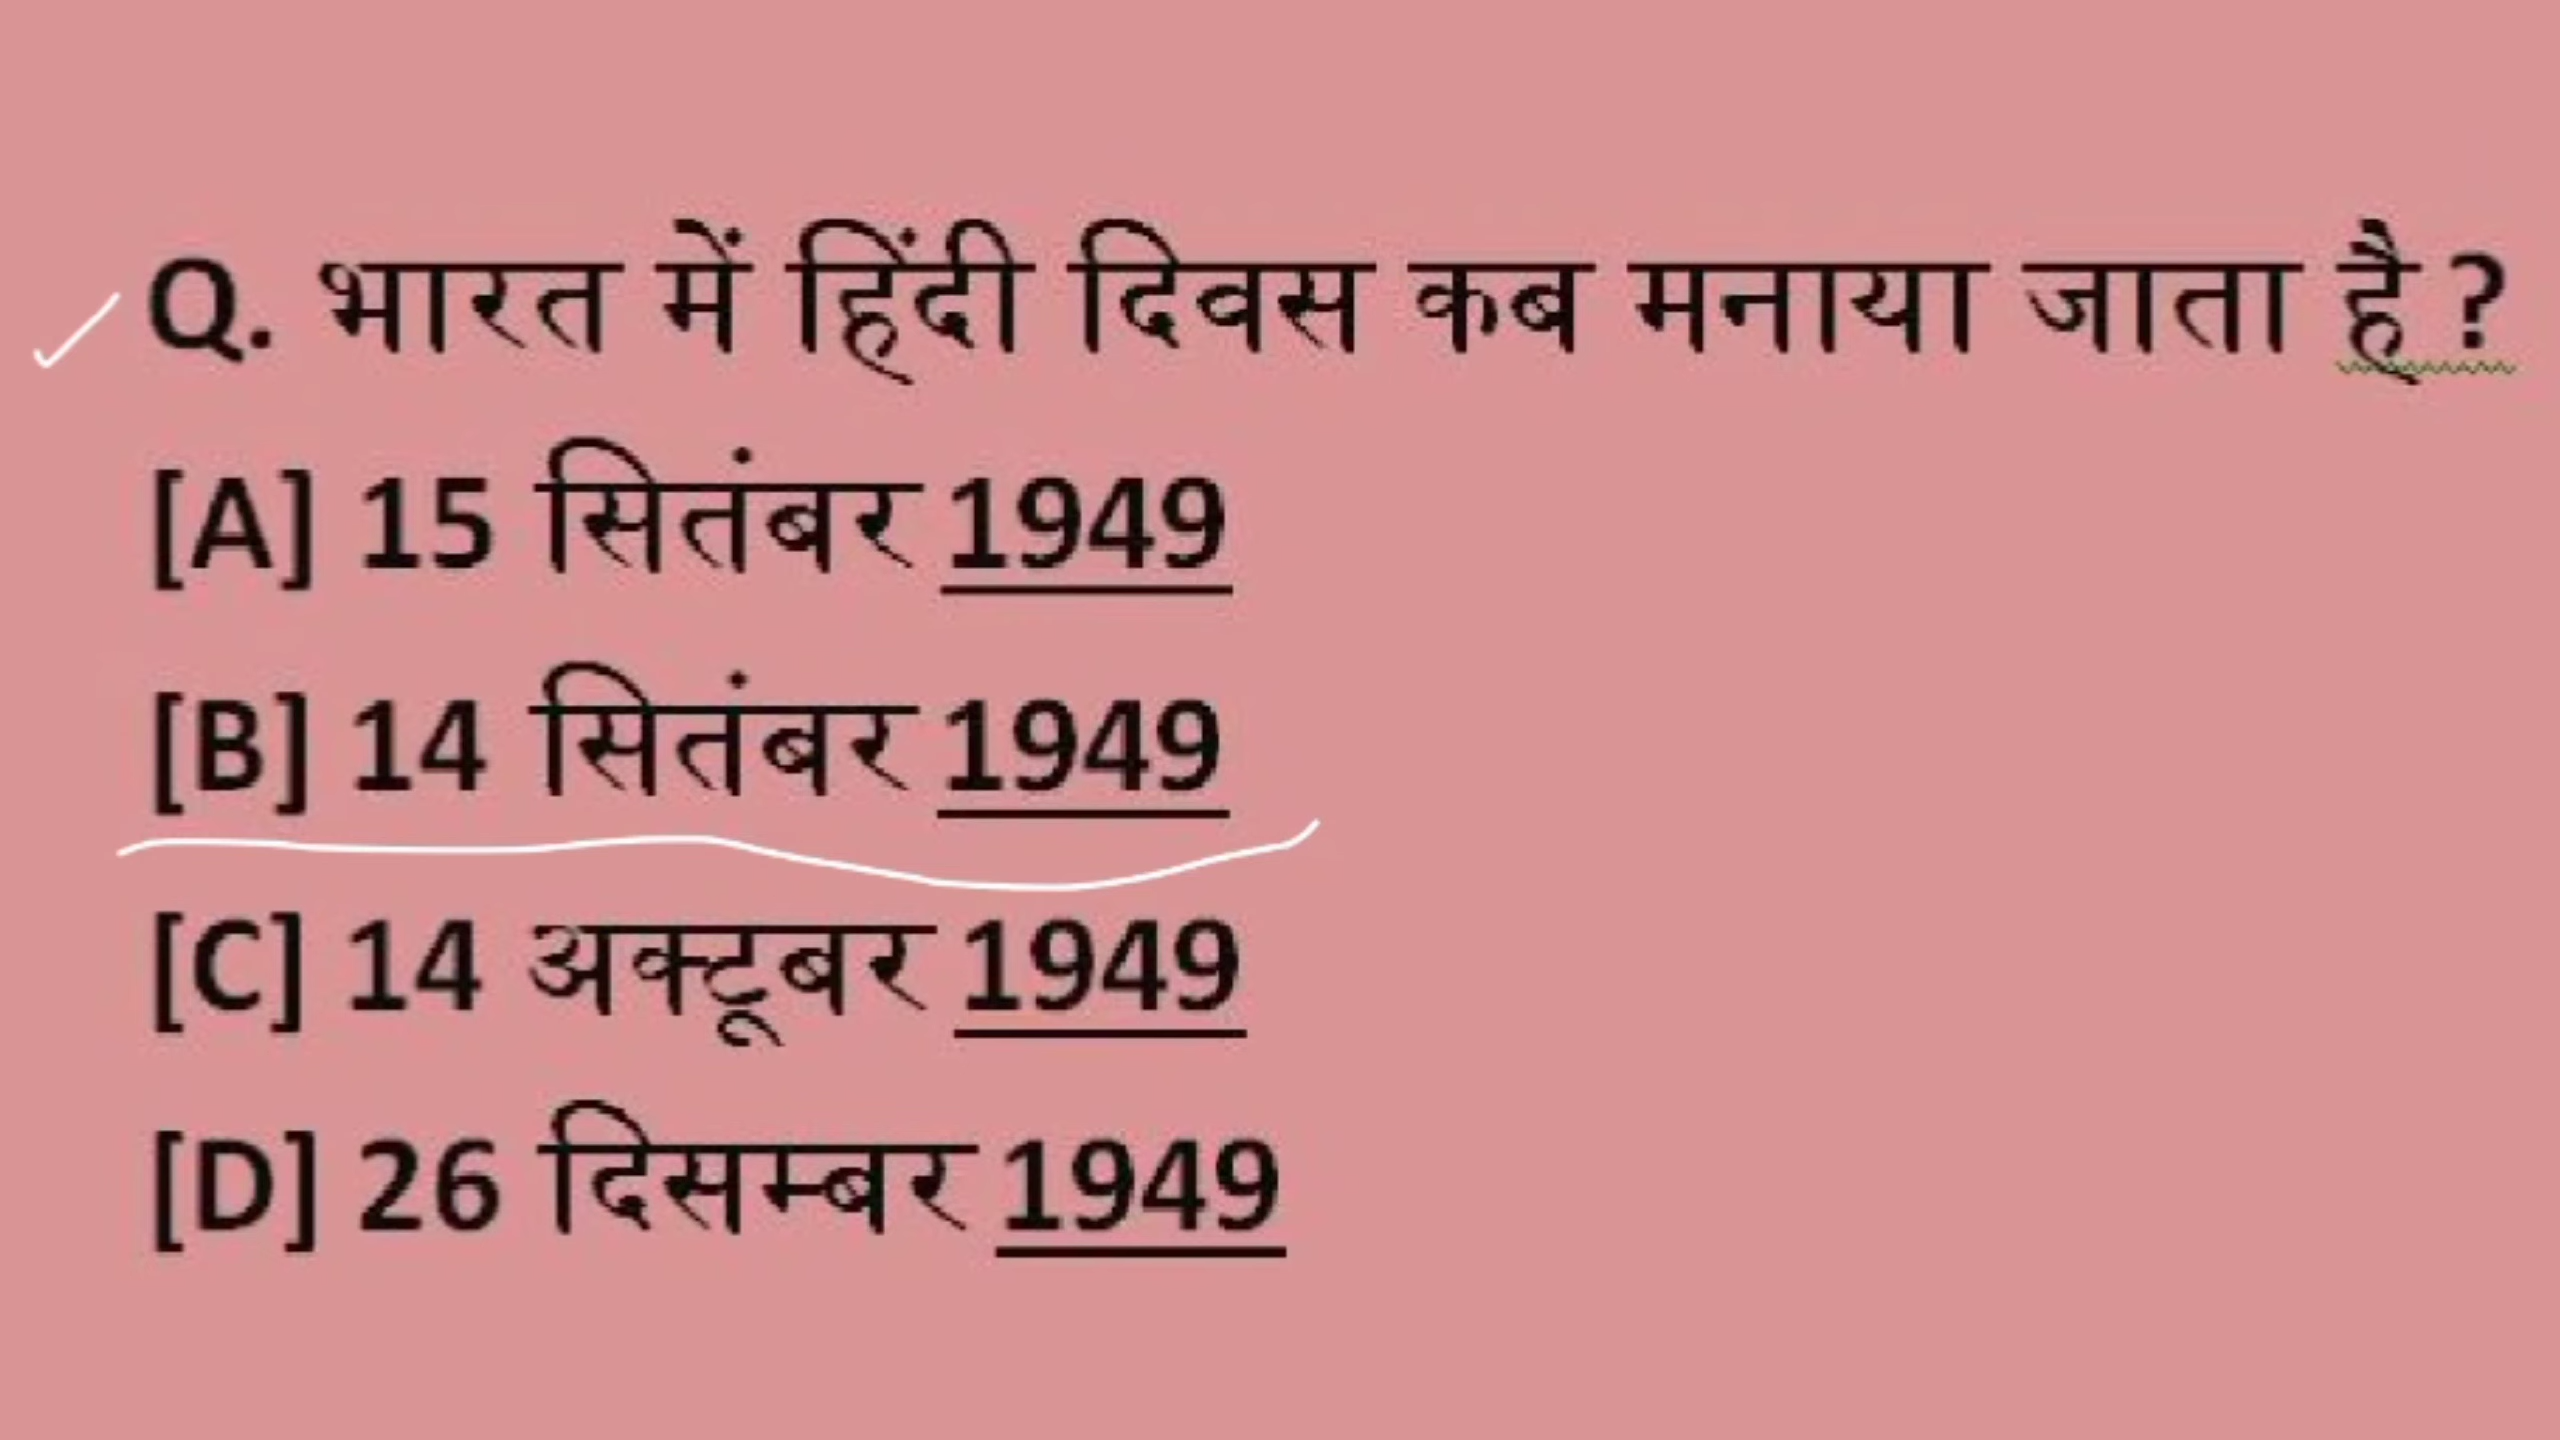 Q. भारत में हिंदी दिवस कब मनाया जाता है ?
[A] 15 सितंबर 1949
[B] 14 सितंबर 1949
[C] 14 अक्टूबर 1949
[D] 26 दिसम्बर 1949